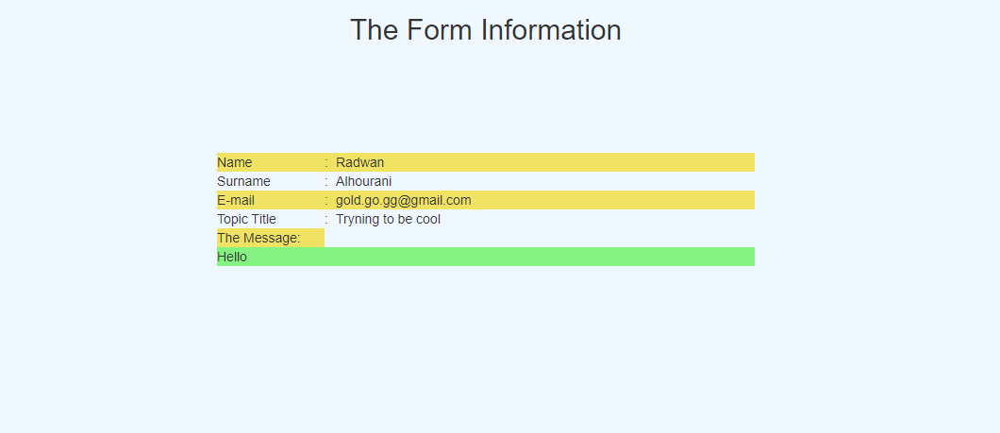 The Form Information
Name : Radwan
Surname : Alhourani
E-mail : gold.go.gg@gmail.com
Topic Title : Tryning to be cool
The Message:
Hello